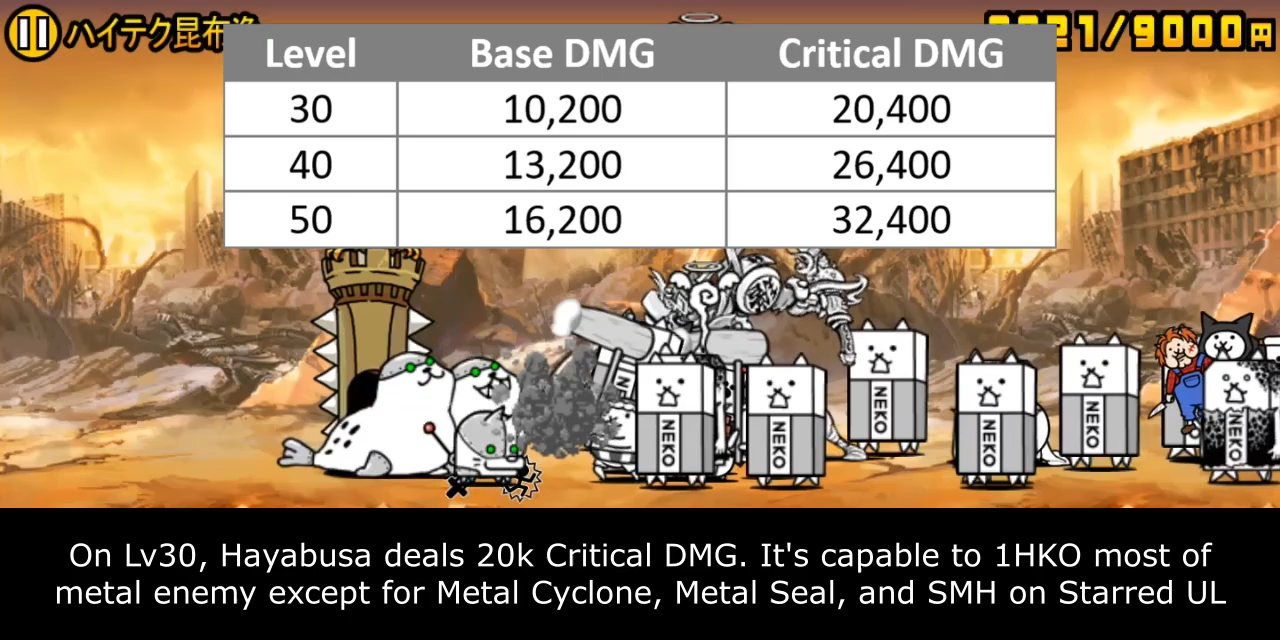 ハイテク昆布
21/9000円
Level Base DMG Critical DMG
30 10,200 20,400
40 13,200 26,400
50 16,200 32,400
NEKO
NEKO
NEKO
NEKO
NEKO
NEKO
On Lv30, Hayabusa deals 20k Critical DMG. It's capable to 1HKO most of
metal enemy except for Metal Cyclone, Metal Seal, and SMH on Starred UL